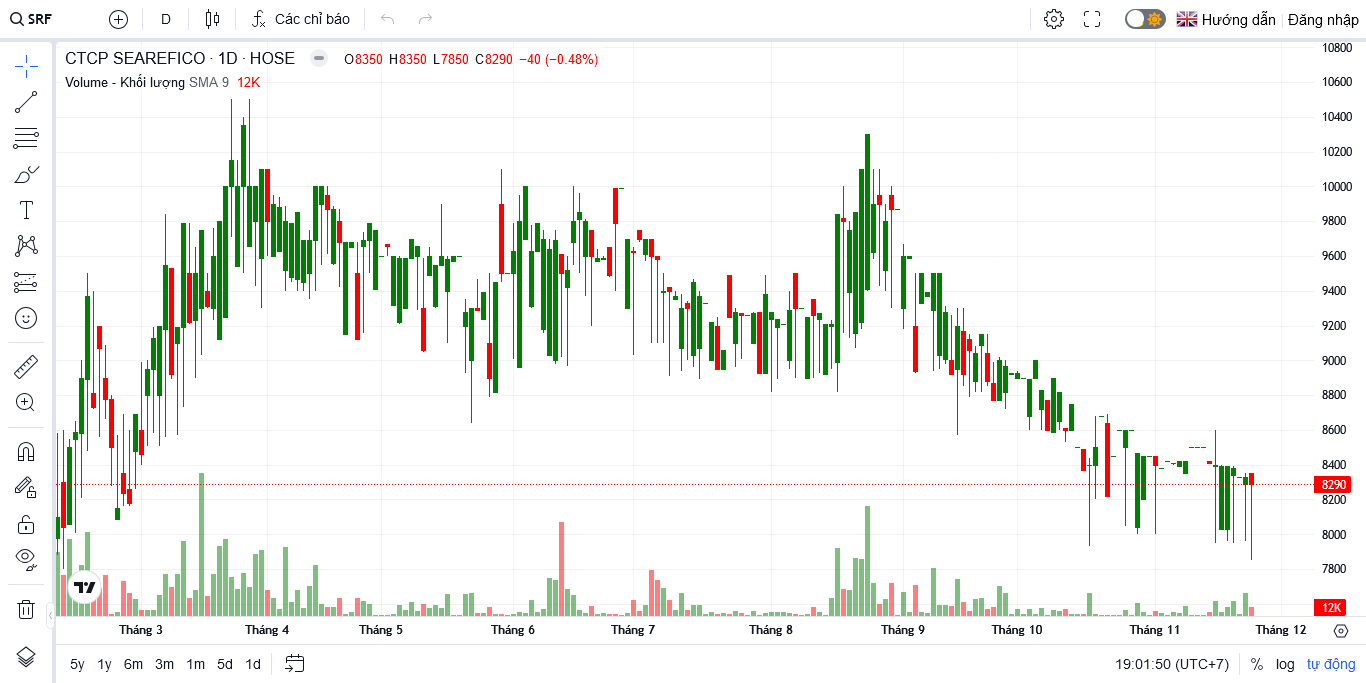 SRF D Các chỉ báo Hướng dẫn Đăng nhập
CTCP SEAREFICO · 1D · HOSE O8350 H8350 L7850 C8290 −40 (−0.48%)
Volume - Khối lượng SMA 9 12K
10800
10600
10400
10200
10000
9800
9600
9400
9200
9000
8800
8600
8400
8290
8200
8000
7800
12K
Tháng 3 Tháng 4 Tháng 5 Tháng 6 Tháng 7 Tháng 8 Tháng 9 Tháng 10 Tháng 11 Tháng 12
5y 1y 6m 3m 1m 5d 1d 19:01:50 (UTC+7) % log tự động